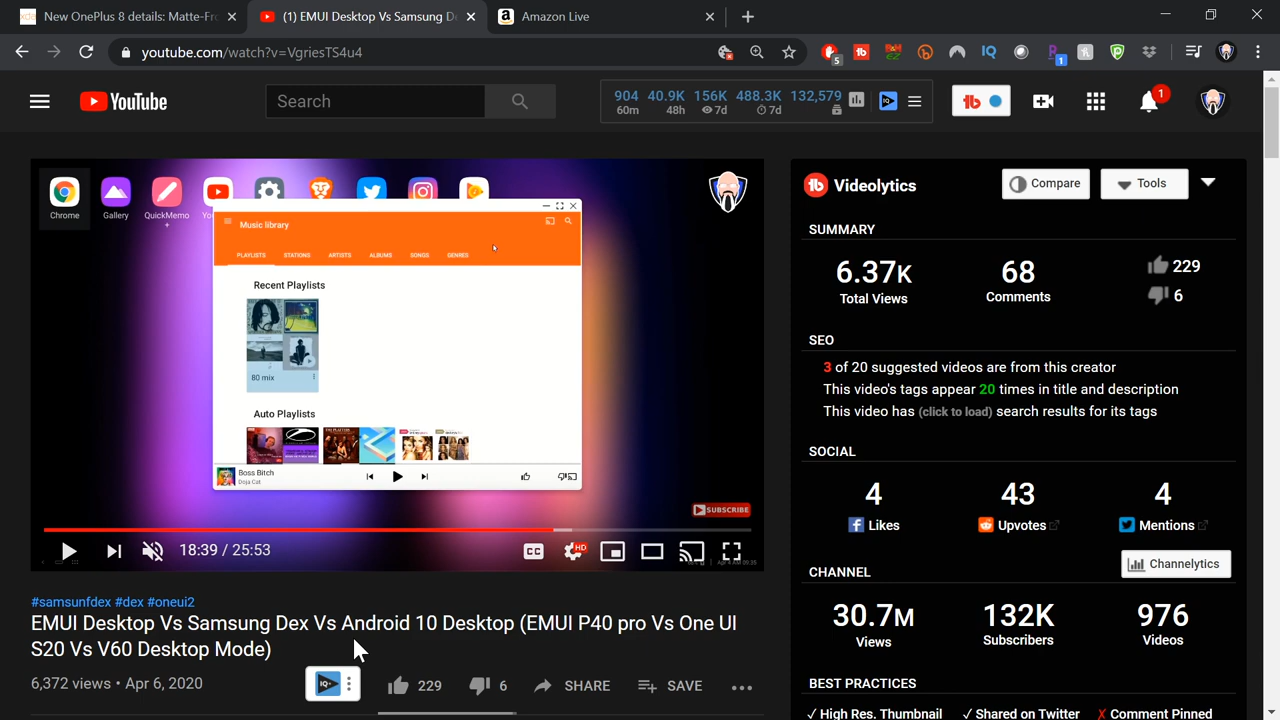 New OnePlus 8 details: Matte-Fro
(1) EMUI Desktop Vs Samsung De
Amazon Live
youtube.com/watch?v=VgriesTS4u4
5
1
YouTube
Search
904 40.9K 156K 488.3K 132,579
60m 48h 7d 7d
1
Chrome
Gallery
QuickMemo
+
Music library
PLAYLISTS STATIONS ARTISTS ALBUMS SONGS GENRES
Recent Playlists
80 mix
Auto Playlists
Boss Bitch
Doja Cat
SUBSCRIBE
18:39 / 25:53
CC
HD
#samsunfdex #dex #oneui2
EMUI Desktop Vs Samsung Dex Vs Android 10 Desktop (EMUI P40 pro Vs One UI
S20 Vs V60 Desktop Mode)
6,372 views • Apr 6, 2020
IQ
229
6
SHARE
SAVE
Videolytics
Compare
Tools
SUMMARY
6.37K
Total Views
68
Comments
229
6
SEO
3 of 20 suggested videos are from this creator
This video's tags appear 20 times in title and description
This video has (click to load) search results for its tags
SOCIAL
4
Likes
43
Upvotes
4
Mentions
Channelytics
CHANNEL
30.7M
Views
132K
Subscribers
976
Videos
BEST PRACTICES
✓ High Res. Thumbnail ✓ Shared on Twitter ✗ Comment Pinned